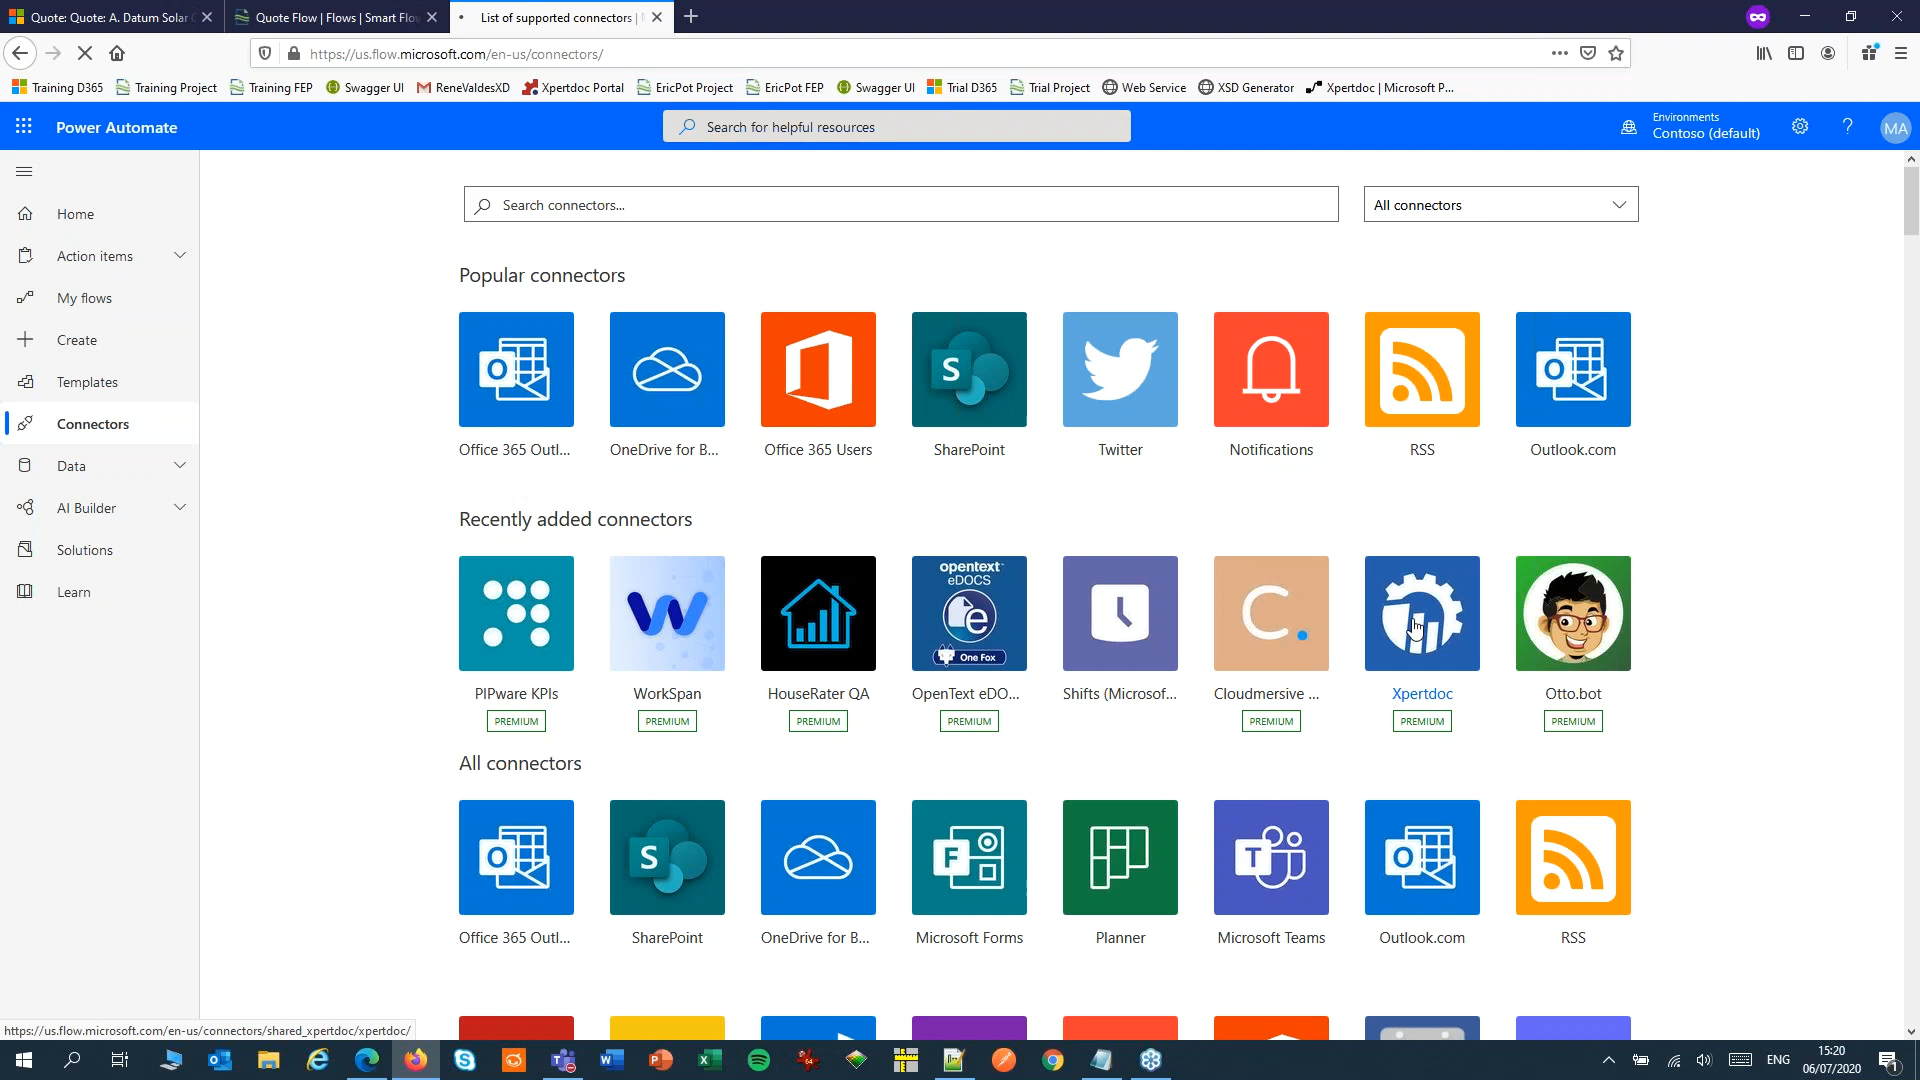 Quote: Quote: A. Datum Solar
Quote Flow | Flows | Smart Flo
List of supported connectors |
https://us.flow.microsoft.com/en-us/connectors/
Training D365
Training Project
Training FEP
Swagger UI
ReneValdesXD
Xpertdoc Portal
EricPot Project
EricPot FEP
Swagger UI
Trial D365
Trial Project
Web Service
XSD Generator
Xpertdoc | Microsoft P...
Power Automate
Search for helpful resources
Environments
Contoso (default)
?
MA
Home
Action items
My flows
Create
Templates
Connectors
Data
AI Builder
Solutions
Learn
Search connectors...
All connectors
Popular connectors
Office 365 Outl...
OneDrive for B...
Office 365 Users
SharePoint
Twitter
Notifications
RSS
Outlook.com
Recently added connectors
opentext™
eDOCS
One Fox
C.
PIPware KPIs
WorkSpan
HouseRater QA
OpenText eDO...
Shifts (Microsof...
Cloudmersive ...
Xpertdoc
Otto.bot
PREMIUM
PREMIUM
PREMIUM
PREMIUM
PREMIUM
PREMIUM
PREMIUM
All connectors
Office 365 Outl...
SharePoint
OneDrive for B...
Microsoft Forms
Planner
Microsoft Teams
Outlook.com
RSS
https://us.flow.microsoft.com/en-us/connectors/shared_xpertdoc/xpertdoc/
ENG
15:20
06/07/2020